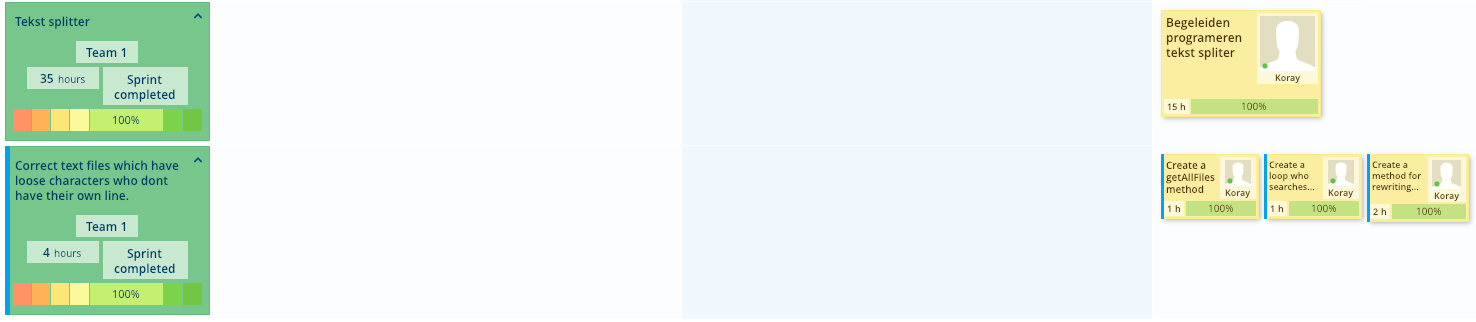 Tekst splitter
Team 1
35 hours
Sprint
completed
100%
Begeleiden
programeren
tekst spliter
Koray
15 h
100%
Correct text files which have
loose characters who dont
have their own line.
Team 1
4 hours
Sprint
completed
100%
Create a
getAllFiles
method
Koray
1 h
100%
Create a
loop who
searches...
Koray
1 h
100%
Create a
method for
rewriting...
Koray
2 h
100%